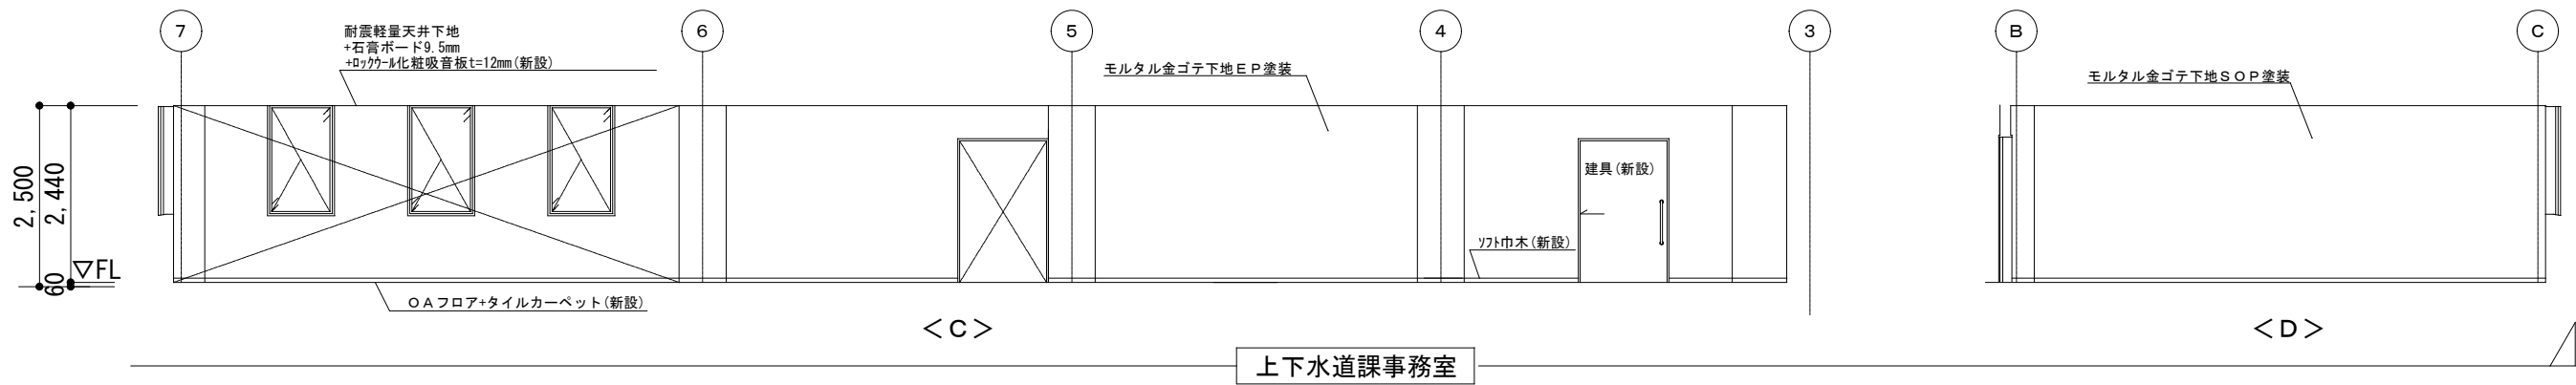 7
6
5
4
3
B
C
耐震軽量天井下地
+石膏ボード9.5mm
+ロックウール化粧吸音板t=12mm(新設)
モルタル金ゴテ下地ＥＰ塗装
モルタル金ゴテ下地ＳＯＰ塗装
2,500
2,440
60
▽FL
建具(新設)
ソフト巾木(新設)
ＯＡフロア+タイルカーペット(新設)
＜Ｃ＞
＜Ｄ＞
上下水道課事務室